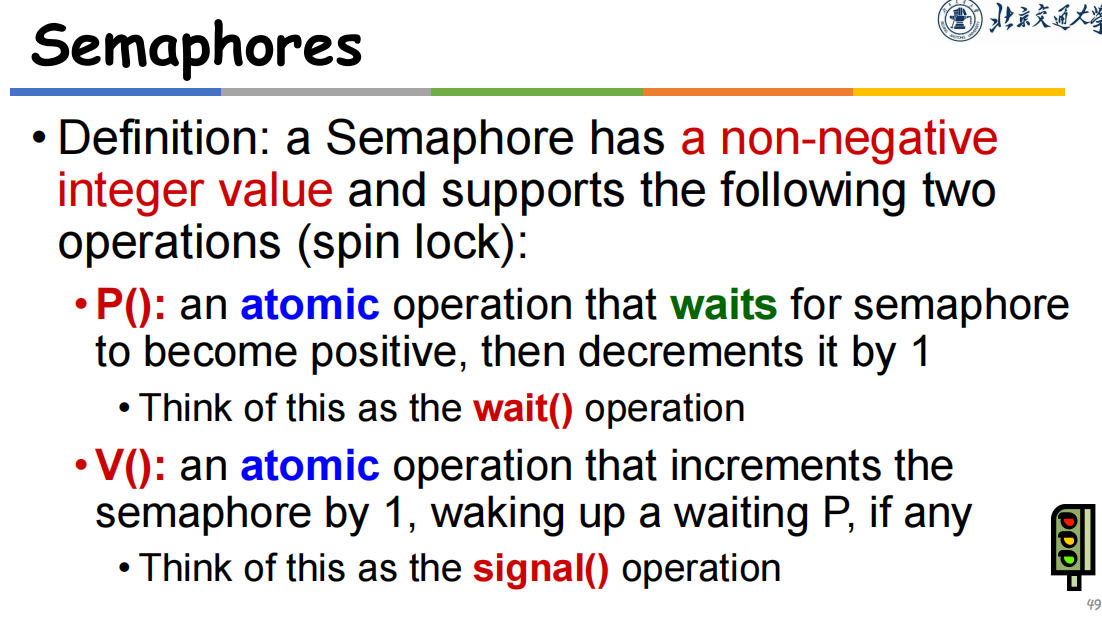 Semaphores
北京交通大学
• Definition: a Semaphore has a non-negative
integer value and supports the following two
operations (spin lock):
• P(): an atomic operation that waits for semaphore
to become positive, then decrements it by 1
• Think of this as the wait() operation
• V(): an atomic operation that increments the
semaphore by 1, waking up a waiting P, if any
• Think of this as the signal() operation
49